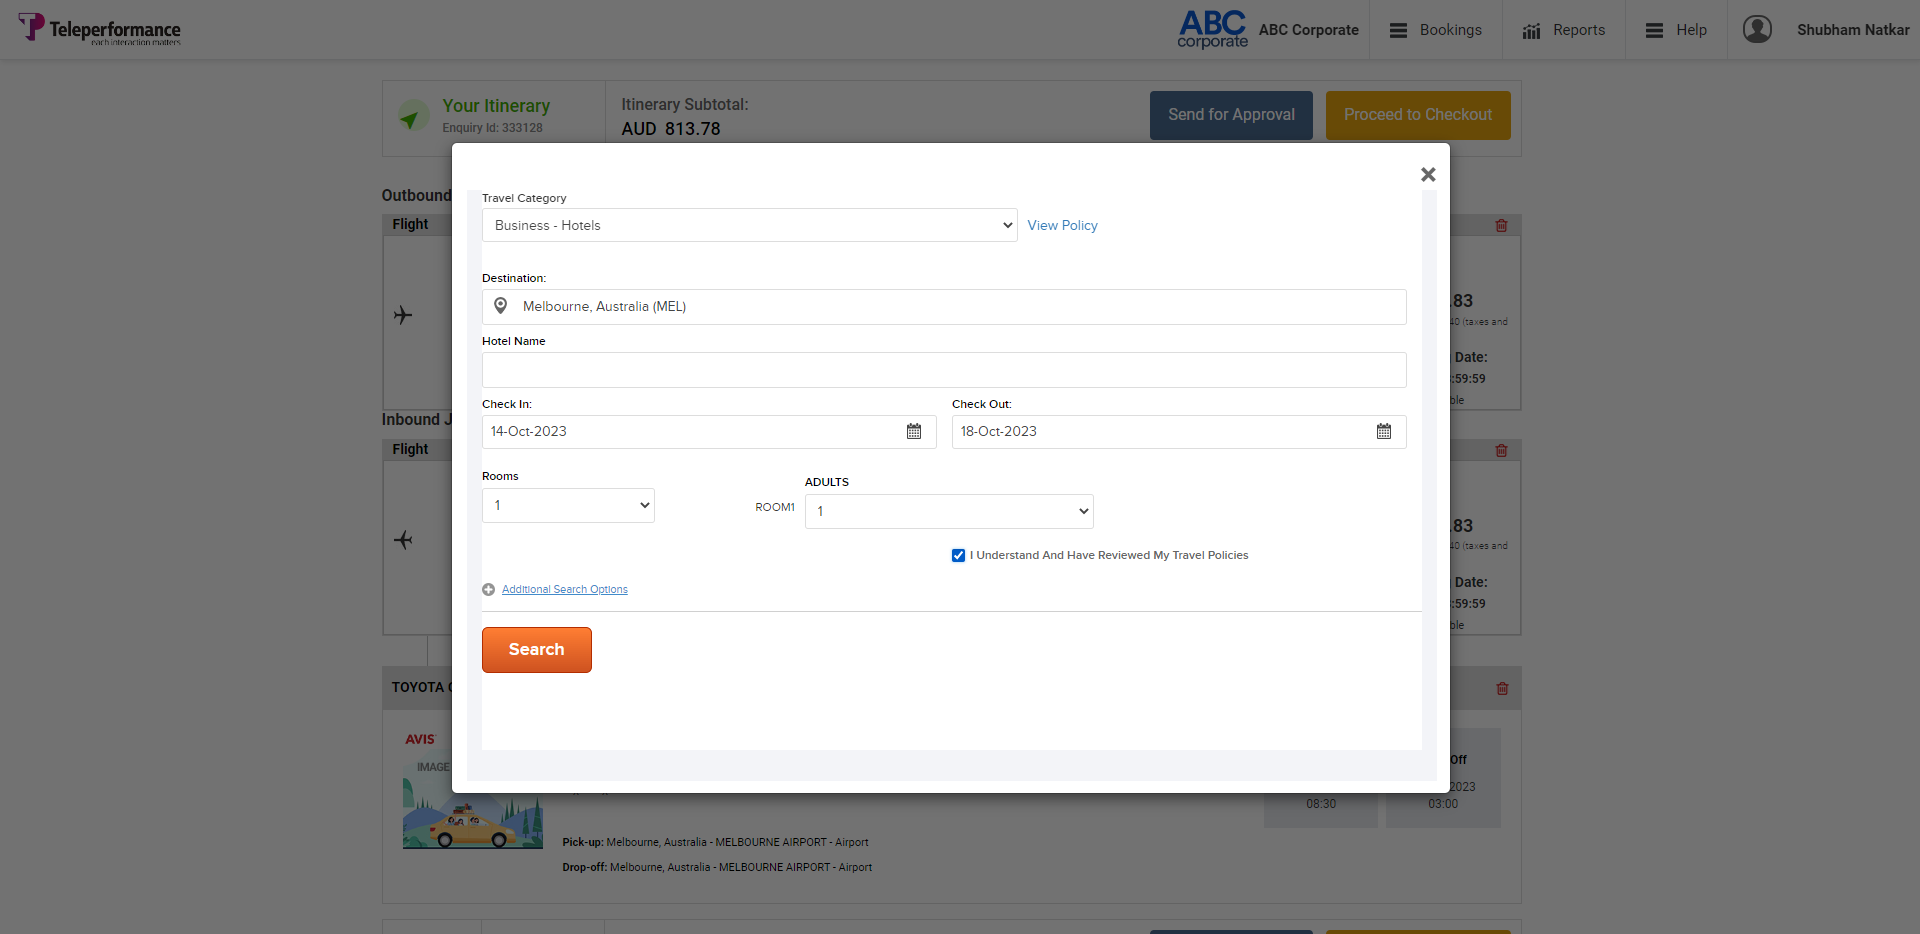 Teleperformance
each interaction matters
ABC
corporate
ABC Corporate
Bookings
Reports
Help
Shubham Natkar
Your Itinerary
Enquiry Id: 333128
Itinerary Subtotal:
AUD 813.78
Send for Approval
Proceed to Checkout
Outbound
Flight
Travel Category
Business - Hotels
View Policy
Destination:
Melbourne, Australia (MEL)
Hotel Name
Check In:
Check Out:
14-Oct-2023
18-Oct-2023
Rooms
1
ADULTS
ROOM1
1
I Understand And Have Reviewed My Travel Policies
Additional Search Options
Search
.83
40 (taxes and
Date:
:59:59
ble
Inbound J
Flight
.83
40 (taxes and
Date:
:59:59
ble
TOYOTA
AVIS
IMAGE
Off
2023
08:30
03:00
Pick-up: Melbourne, Australia - MELBOURNE AIRPORT - Airport
Drop-off: Melbourne, Australia - MELBOURNE AIRPORT - Airport